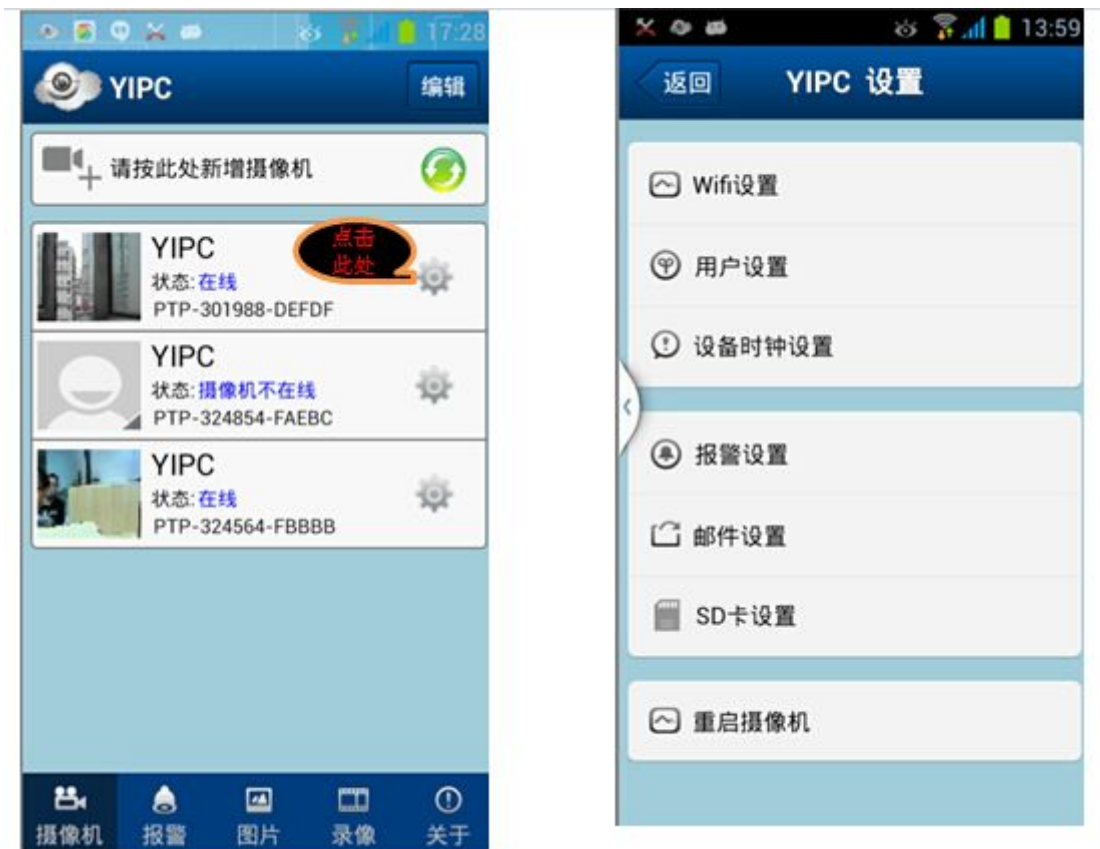 17:28
YIPC
编辑
请按此处新增摄像机
YIPC
状态:在线
PTP-301988-DEFDF
点击
此处
YIPC
状态:摄像机不在线
PTP-324854-FAEBC
YIPC
状态:在线
PTP-324564-FBBBB
摄像机
报警
图片
录像
关于
13:59
返回
YIPC 设置
Wifi设置
用户设置
设备时钟设置
报警设置
邮件设置
SD卡设置
重启摄像机